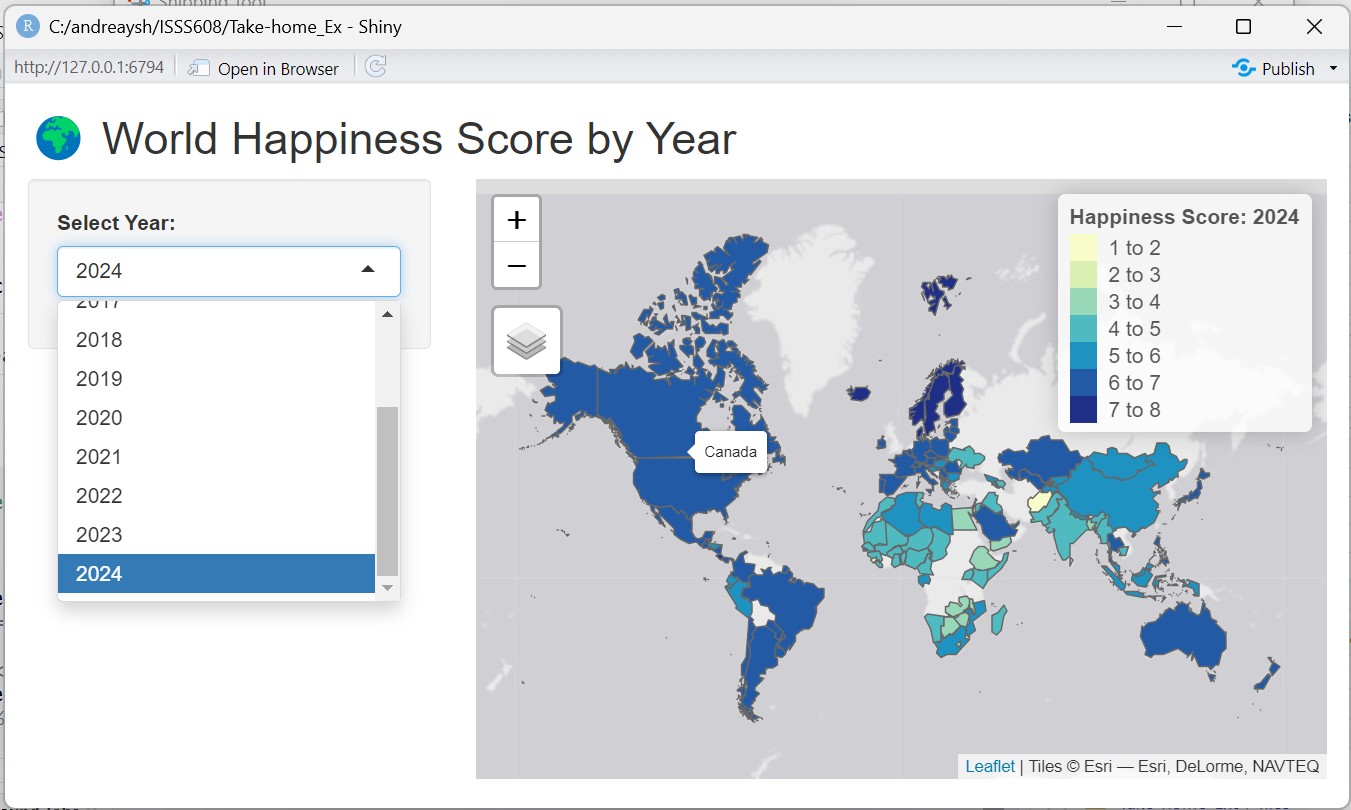 C:/andreaysh/ISSS608/Take-home_Ex - Shiny
http://127.0.0.1:6794
Open in Browser
Publish
World Happiness Score by Year
Select Year:
2024
2017
2018
2019
2020
2021
2022
2023
2024
+
−
Canada
Happiness Score: 2024
1 to 2
2 to 3
3 to 4
4 to 5
5 to 6
6 to 7
7 to 8
Leaflet | Tiles © Esri — Esri, DeLorme, NAVTEQ